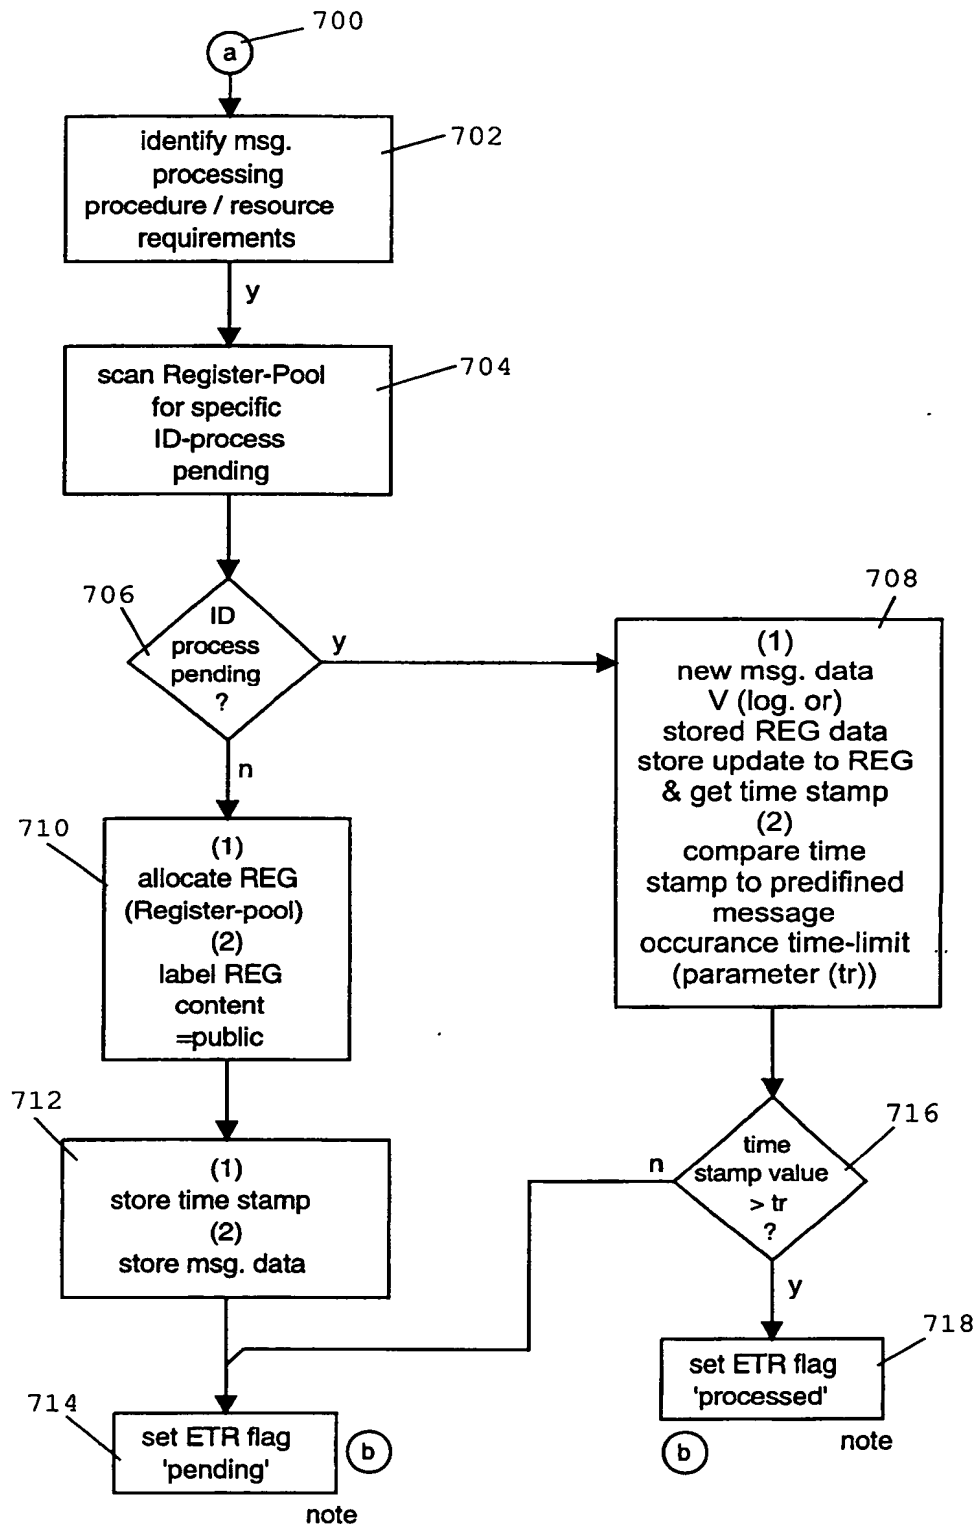 700
a
identify msg.
processing
procedure / resource
requirements
702
y
scan Register-Pool
for specific
ID-process
pending
704
706
ID
process
pending
?
y
n
708
(1)
new msg. data
V (log. or)
stored REG data
store update to REG
& get time stamp
(2)
compare time
stamp to predifined
message
occurance time-limit
(parameter (tr))
710
(1)
allocate REG
(Register-pool)
(2)
label REG
content
=public
712
(1)
store time stamp
(2)
store msg. data
716
time
stamp value
> tr
?
n
y
718
set ETR flag
'processed'
b
note
714
set ETR flag
'pending'
b
note